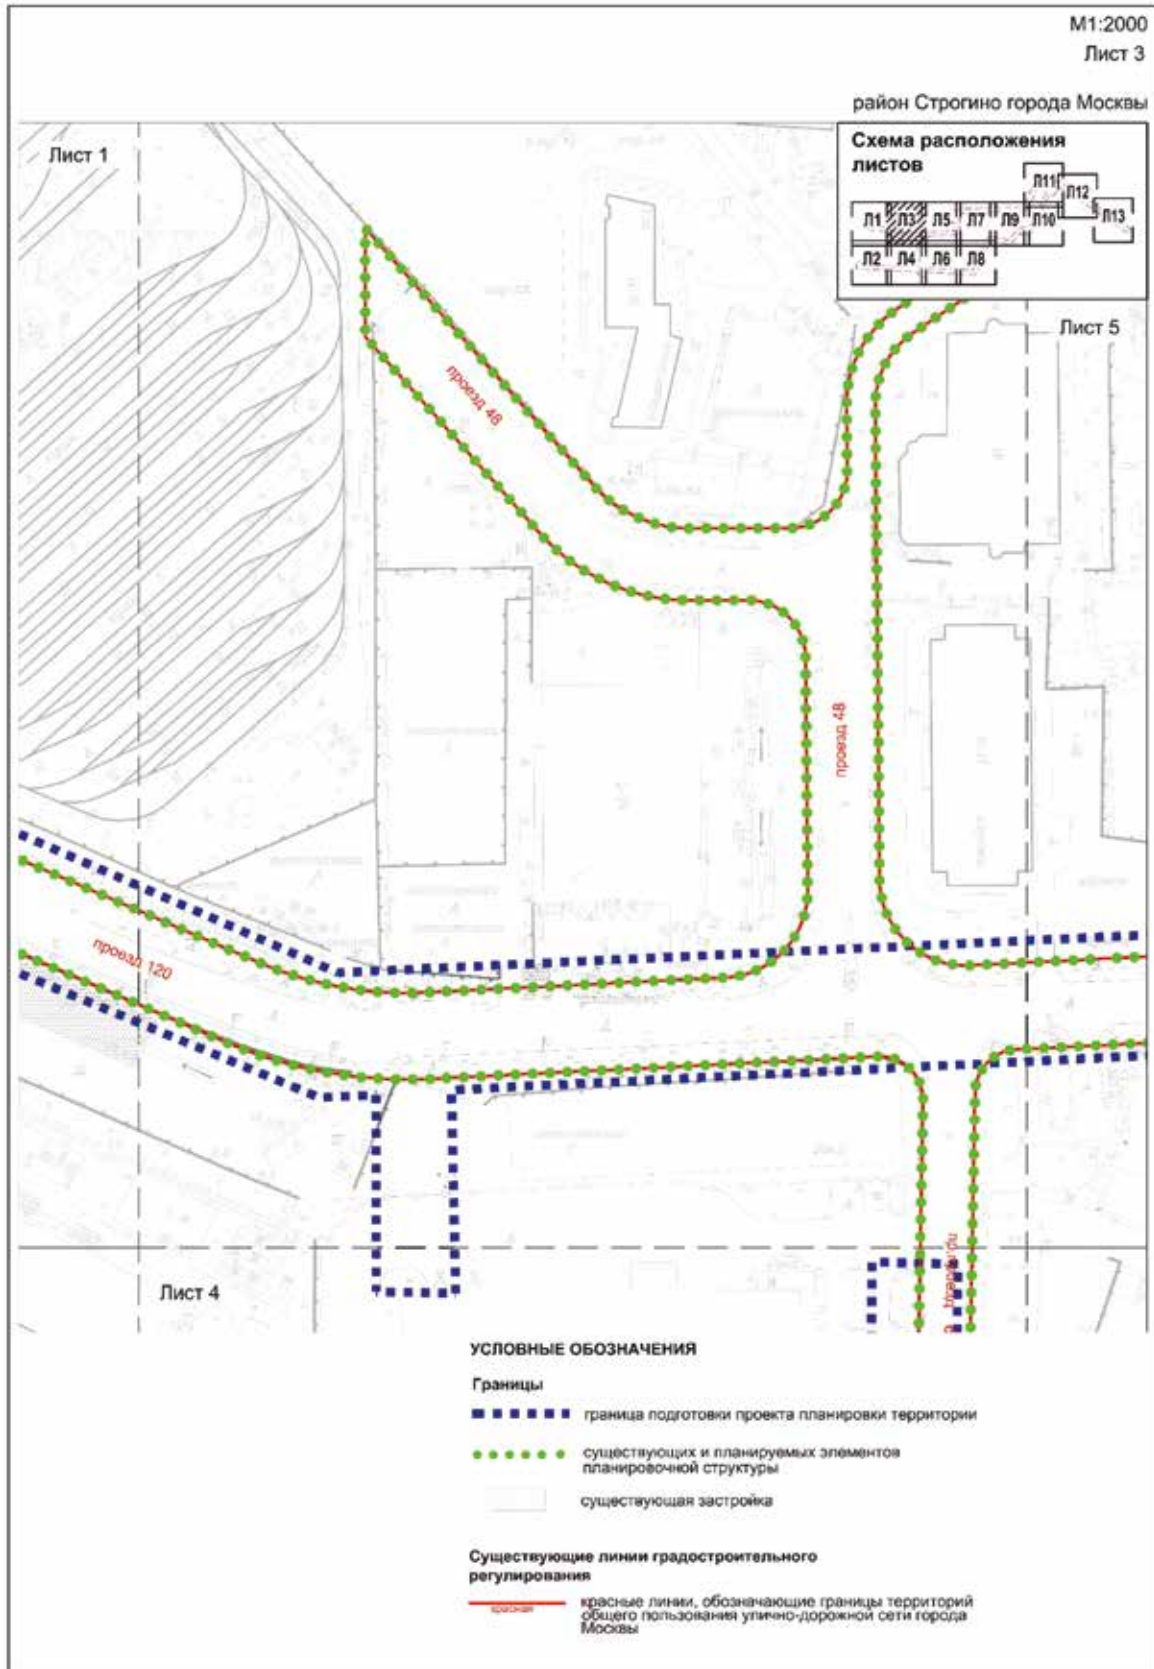 М1:2000
Лист 3
район Строгино города Москвы
Схема расположения
листов
Л11
Л12
Л1 Л3 Л5 Л7 Л9 Л10 Л13
Л2 Л4 Л6 Л8
Лист 1
Лист 5
проезд 48
проезд 48
проезд 120
Лист 4
УСЛОВНЫЕ ОБОЗНАЧЕНИЯ
Границы
граница подготовки проекта планировки территории
существующих и планируемых элементов
планировочной структуры
существующая застройка
Существующие линии градостроительного
регулирования
красная
красные линии, обозначающие границы территорий
общего пользования улично-дорожной сети города
Москвы